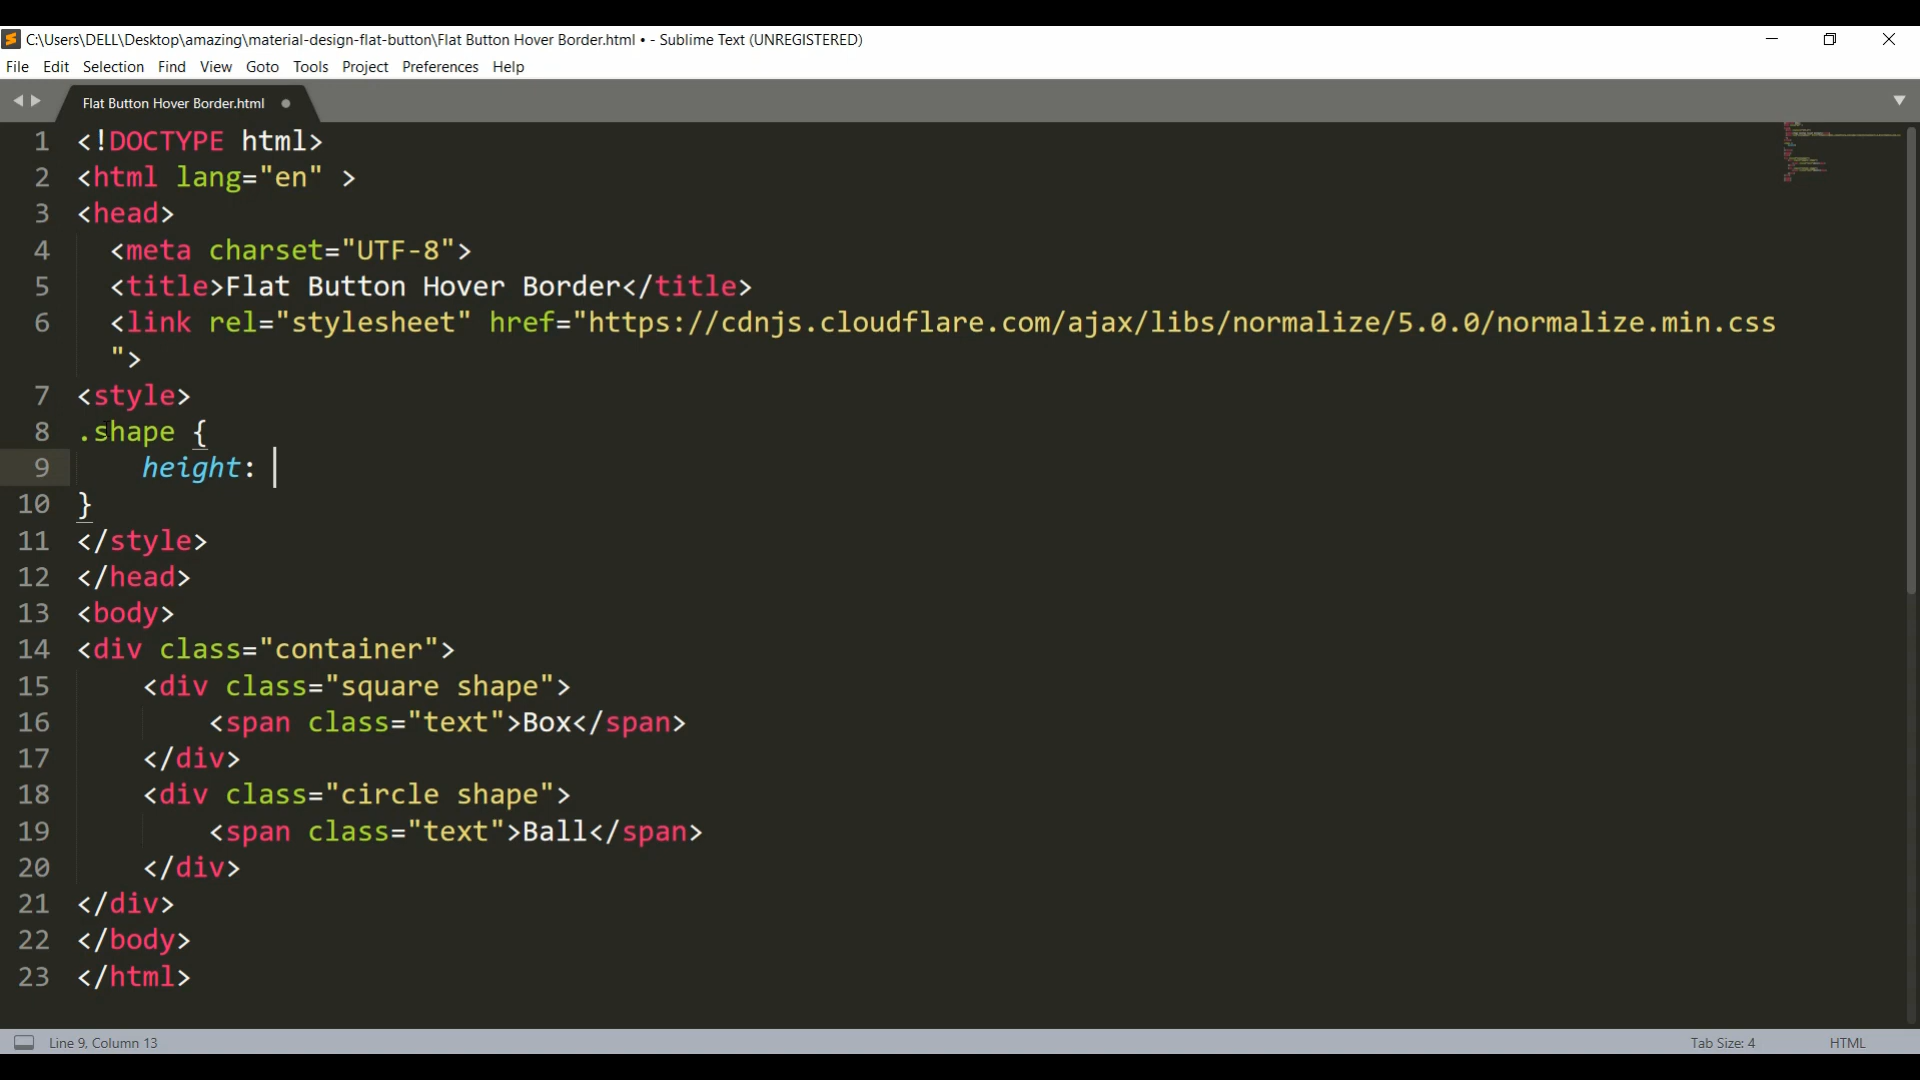 C:\Users\DELL\Desktop\amazing\material-design-flat-button\Flat Button Hover Border.html • - Sublime Text (UNREGISTERED)
File Edit Selection Find View Goto Tools Project Preferences Help
Flat Button Hover Border.html
1 <!DOCTYPE html>
2 <html lang="en" >
3 <head>
4 <meta charset="UTF-8">
5 <title>Flat Button Hover Border</title>
6 <link rel="stylesheet" href="https://cdnjs.cloudflare.com/ajax/libs/normalize/5.0.0/normalize.min.css
">
7 <style>
8 .shape {
9 height:
10 }
11 </style>
12 </head>
13 <body>
14 <div class="container">
15 <div class="square shape">
16 <span class="text">Box</span>
17 </div>
18 <div class="circle shape">
19 <span class="text">Ball</span>
20 </div>
21 </div>
22 </body>
23 </html>
Line 9, Column 13 Tab Size: 4 HTML